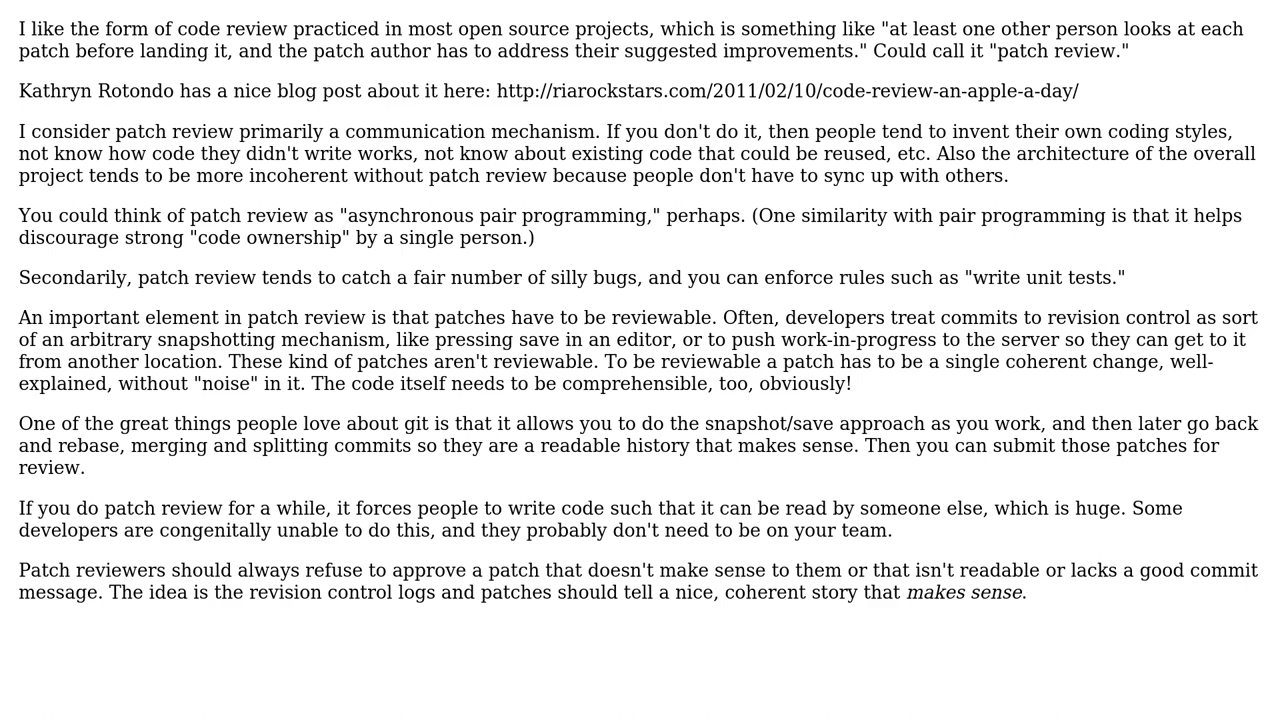 I like the form of code review practiced in most open source projects, which is something like "at least one other person looks at each
patch before landing it, and the patch author has to address their suggested improvements." Could call it "patch review."
Kathryn Rotondo has a nice blog post about it here: http://riarockstars.com/2011/02/10/code-review-an-apple-a-day/
I consider patch review primarily a communication mechanism. If you don't do it, then people tend to invent their own coding styles,
not know how code they didn't write works, not know about existing code that could be reused, etc. Also the architecture of the overall
project tends to be more incoherent without patch review because people don't have to sync up with others.
You could think of patch review as "asynchronous pair programming," perhaps. (One similarity with pair programming is that it helps
discourage strong "code ownership" by a single person.)
Secondarily, patch review tends to catch a fair number of silly bugs, and you can enforce rules such as "write unit tests."
An important element in patch review is that patches have to be reviewable. Often, developers treat commits to revision control as sort
of an arbitrary snapshotting mechanism, like pressing save in an editor, or to push work-in-progress to the server so they can get to it
from another location. These kind of patches aren't reviewable. To be reviewable a patch has to be a single coherent change, well-
explained, without "noise" in it. The code itself needs to be comprehensible, too, obviously!
One of the great things people love about git is that it allows you to do the snapshot/save approach as you work, and then later go back
and rebase, merging and splitting commits so they are a readable history that makes sense. Then you can submit those patches for
review.
If you do patch review for a while, it forces people to write code such that it can be read by someone else, which is huge. Some
developers are congenitally unable to do this, and they probably don't need to be on your team.
Patch reviewers should always refuse to approve a patch that doesn't make sense to them or that isn't readable or lacks a good commit
message. The idea is the revision control logs and patches should tell a nice, coherent story that makes sense.